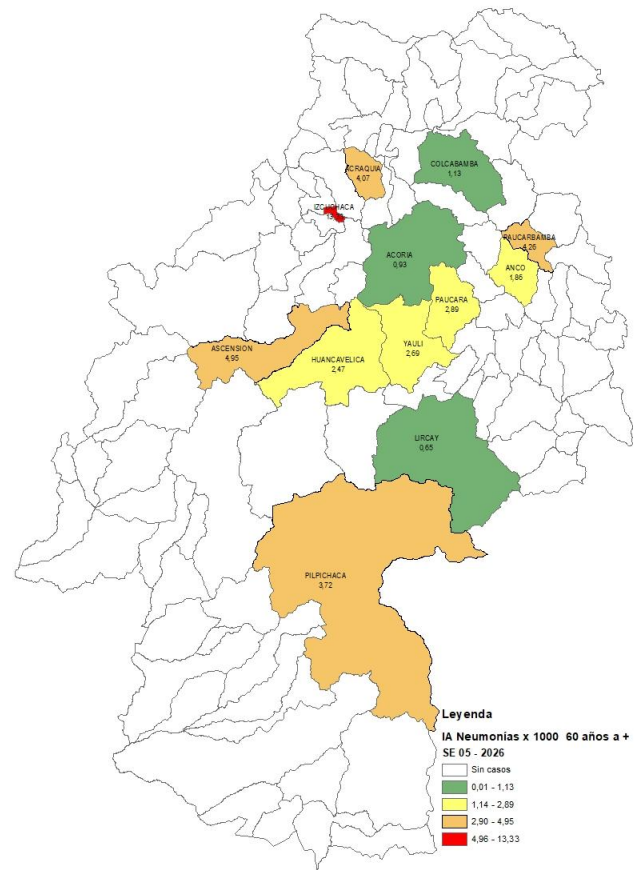 ACRAQUIA
4,07
COLCABAMBA
1,13
IZCUCHACA
PAUCARBAMBA
4,26
ACORIA
0,93
ANCO
1,86
PAUCARA
2,89
ASCENSION
4,95
HUANCAVELICA
2,47
YAULI
2,69
LIRCAY
0,65
PILPICHACA
3,72
Leyenda
IA Neumonías x 1000 60 años a +
SE 05 - 2026
Sin casos
0,01 - 1,13
1,14 - 2,89
2,90 - 4,95
4,96 - 13,33